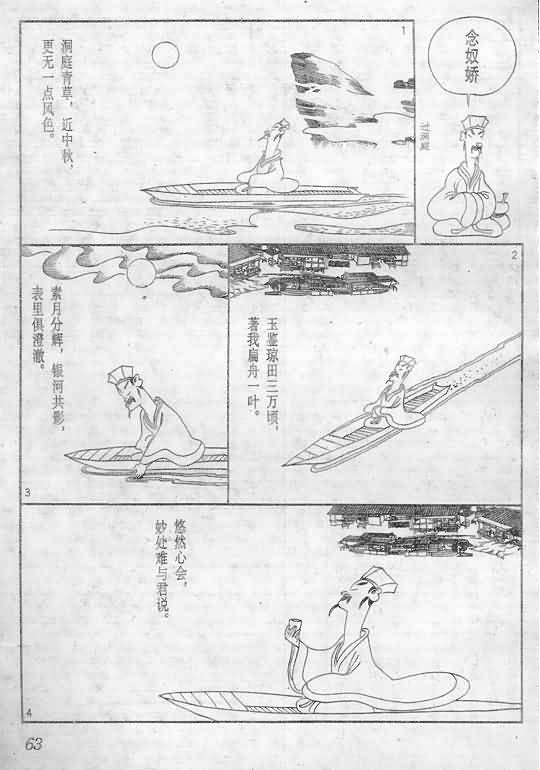 念奴娇
过洞庭
1
洞庭青草，近中秋，
更无一点风色。
2
玉鉴琼田三万顷，
著我扁舟一叶。
3
素月分辉，银河共影，
表里俱澄澈。
4
悠然心会，
妙处难与君说。
63